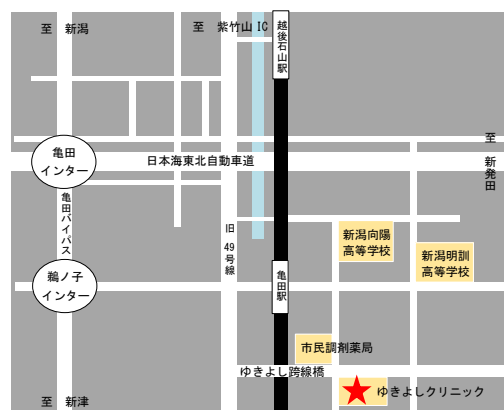 至 新潟
至 紫竹山 IC
越後石山駅
至 新発田
亀田
インター
日本海東北自動車道
亀田バイパス
旧49号線
新潟向陽
高等学校
新潟明訓
高等学校
鵜ノ子
インター
亀田駅
市民調剤薬局
ゆきよし跨線橋
ゆきよしクリニック
至 新津